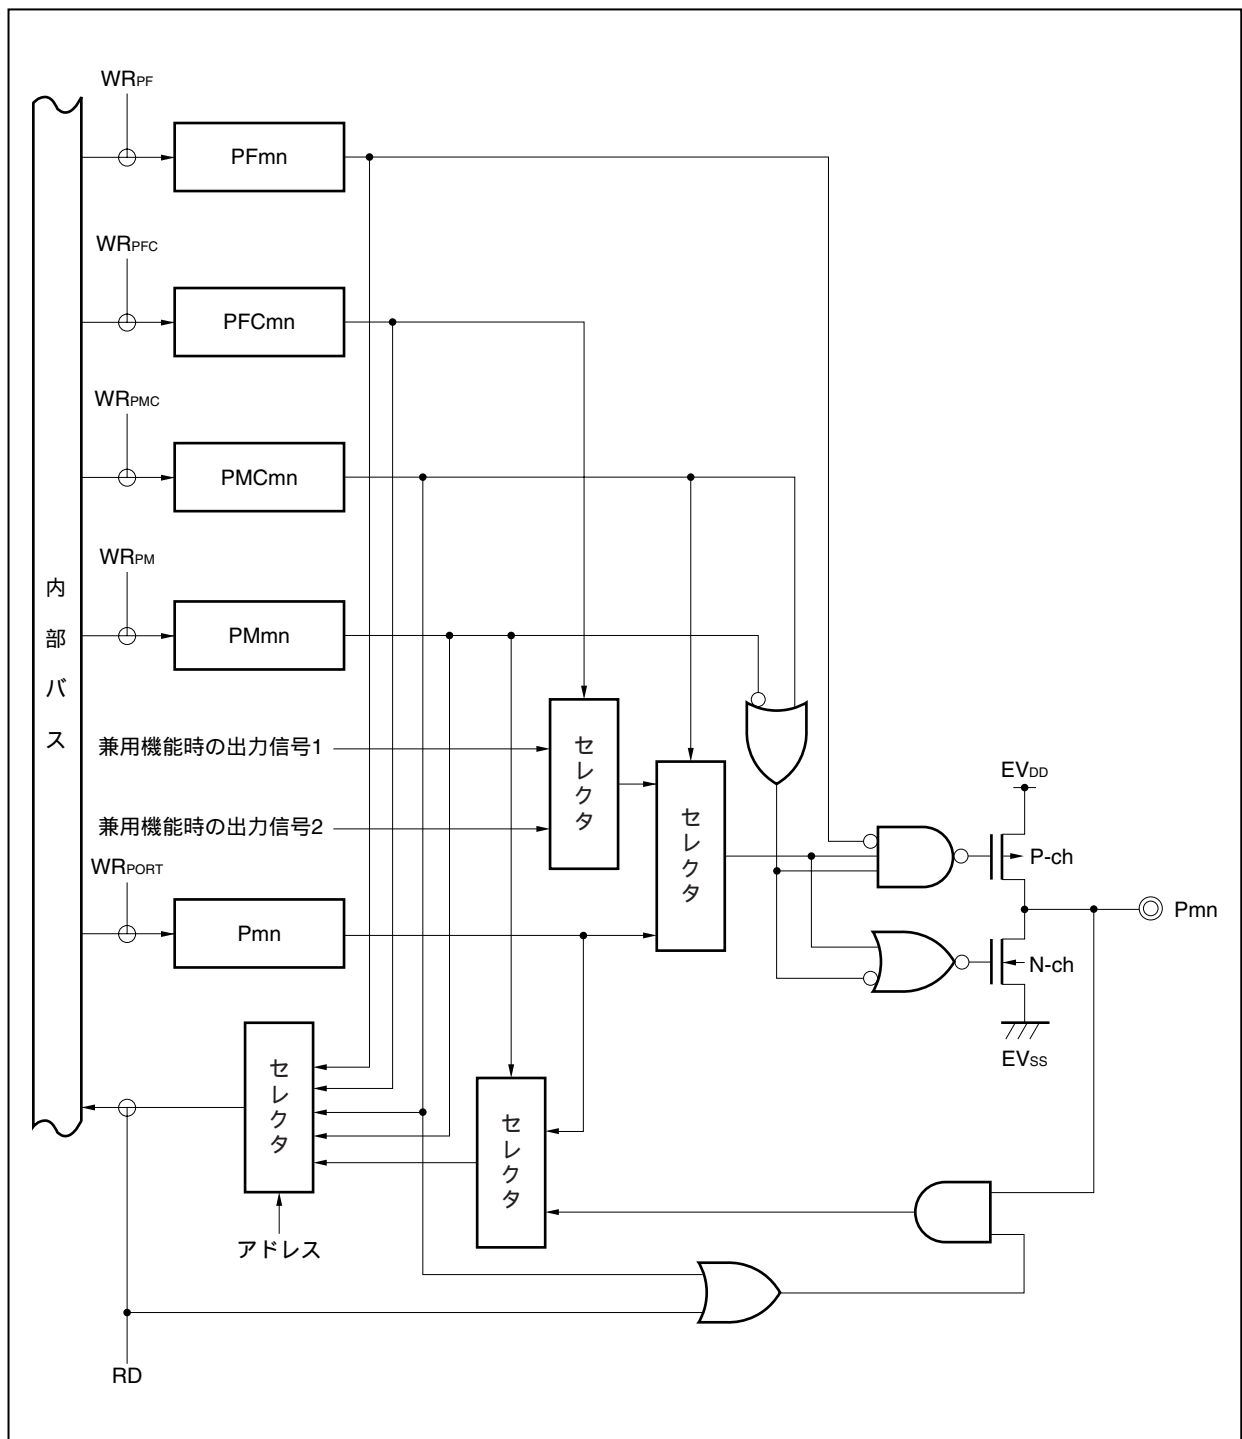 WRPF
PFmn
WRPFC
PFCmn
WRPMC
PMCmn
WRPM
PMmn
内部バス
兼用機能時の出力信号1
兼用機能時の出力信号2
セレクタ
セレクタ
WRPORT
Pmn
EVDD
P-ch
Pmn
N-ch
EVSS
セレクタ
セレクタ
アドレス
RD